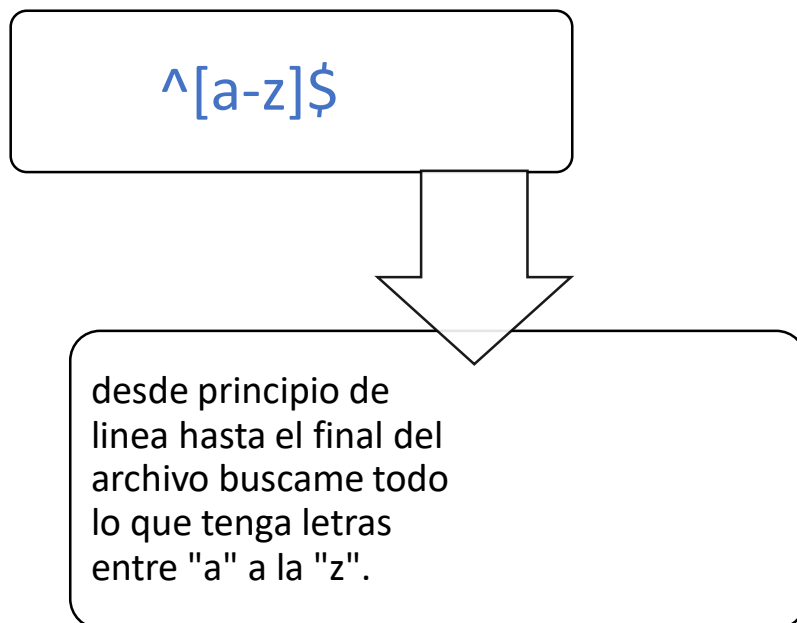 ^[a-z]$
desde principio de
linea hasta el final del
archivo buscame todo
lo que tenga letras
entre "a" a la "z".